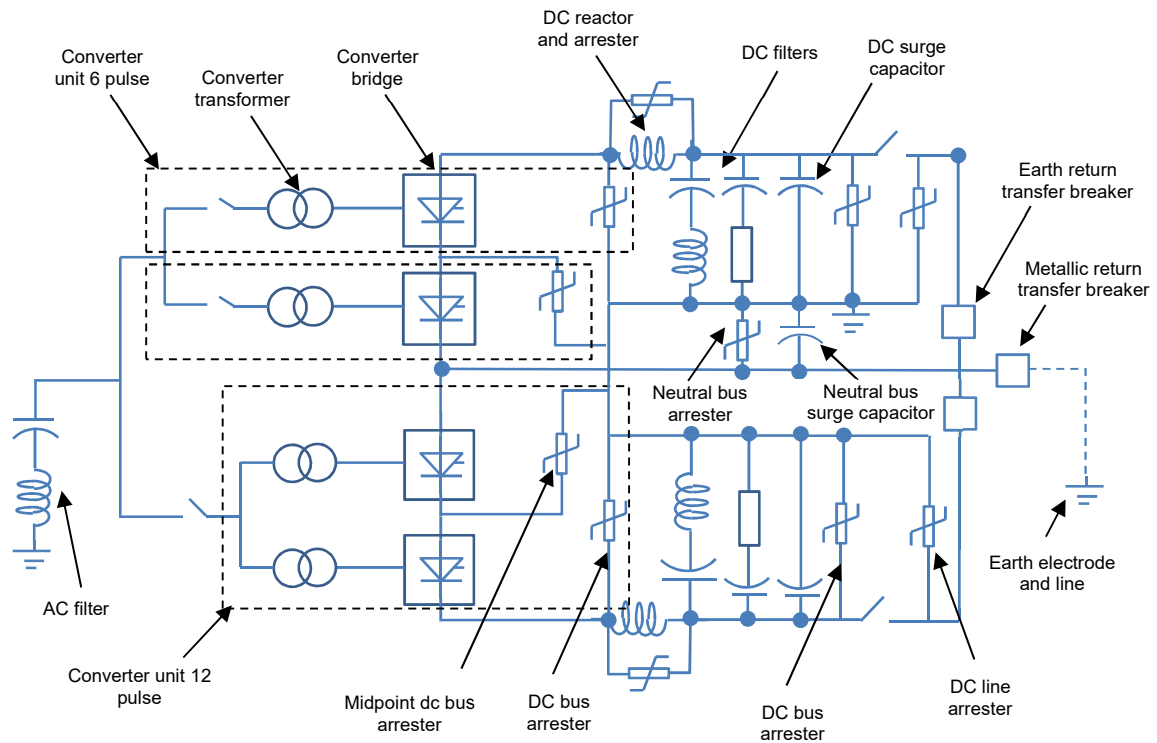 DC reactor
and arrester
Converter
unit 6 pulse
Converter
transformer
Converter
bridge
DC filters
DC surge
capacitor
Earth return
transfer breaker
Metallic return
transfer breaker
Neutral bus
arrester
Neutral bus
surge capacitor
Earth electrode
and line
AC filter
Converter unit 12
pulse
Midpoint dc bus
arrester
DC bus
arrester
DC bus
arrester
DC line
arrester